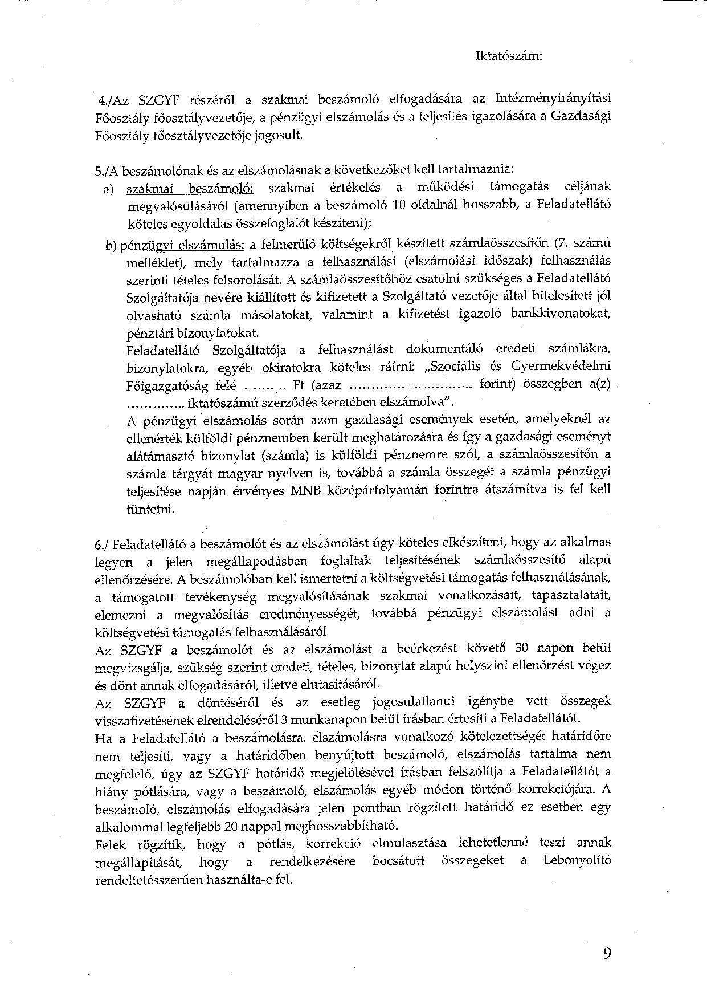 Iktatószám:
4./Az SZGYF részéről a szakmai beszámoló elfogadására az Intézményirányítási
Főosztály főosztályvezetője, a pénzügyi elszámolás és a teljesítés igazolására a Gazdasági
Főosztály főosztályvezetője jogosult.
5./A beszámolónak és az elszámolásnak a következőket kell tartalmaznia:
a) szakmai beszámoló: szakmai értékelés a működési támogatás céljának
megvalósulásáról (amennyiben a beszámoló 10 oldalnál hosszabb, a Feladatellátó
köteles egyoldalas összefoglalót készíteni);
b) pénzügyi elszámolás: a felmerülő költségekről készített számlaösszesítőn (7. számú
melléklet), mely tartalmazza a felhasználási (elszámolási időszak) felhasználás
szerinti tételes felsorolását. A számlaösszesítőhöz csatolni szükséges a Feladatellátó
Szolgáltatója nevére kiállított és kifizetett a Szolgáltató vezetője által hitelesített jól
olvasható számla másolatokat, valamint a kifizetést igazoló bankkivonatokat,
pénztári bizonylatokat.
Feladatellátó Szolgáltatója a felhasználást dokumentáló eredeti számlákra,
bizonylatokra, egyéb okiratokra köteles ráírni: „Szociális és Gyermekvédelmi
Főigazgatóság felé .......... Ft (azaz ............................. forint) összegben a(z)
.............. iktatószámú szerződés keretében elszámolva".
A pénzügyi elszámolás során azon gazdasági események esetén, amelyeknél az
ellenérték külföldi pénznemben került meghatározásra és így a gazdasági eseményt
alátámasztó bizonylat (számla) is külföldi pénznemre szól, a számlaösszesítőn a
számla tárgyát magyar nyelven is, továbbá a számla összegét a számla pénzügyi
teljesítése napján érvényes MNB középárfolyamán forintra átszámítva is fel kell
tüntetni.
6./ Feladatellátó a beszámolót és az elszámolást úgy köteles elkészíteni, hogy az alkalmas
legyen a jelen megállapodásban foglaltak teljesítésének számlaösszesítő alapú
ellenőrzésére. A beszámolóban kell ismertetni a költségvetési támogatás felhasználásának,
a támogatott tevékenység megvalósításának szakmai vonatkozásait, tapasztalatait,
elemezni a megvalósítás eredményességét, továbbá pénzügyi elszámolást adni a
költségvetési támogatás felhasználásáról
Az SZGYF a beszámolót és az elszámolást a beérkezést követő 30 napon belül
megvizsgálja, szükség szerint eredeti, tételes, bizonylat alapú helyszíni ellenőrzést végez
és dönt annak elfogadásáról, illetve elutasításáról.
Az SZGYF a döntéséről és az esetleg jogosulatlanul igénybe vett összegek
visszafizetésének elrendeléséről 3 munkanapon belül írásban értesíti a Feladatellátót.
Ha a Feladatellátó a beszámolásra, elszámolásra vonatkozó kötelezettségét határidőre
nem teljesíti, vagy a határidőben benyújtott beszámoló, elszámolás tartalma nem
megfelelő, úgy az SZGYF határidő megjelölésével írásban felszólítja a Feladatellátót a
hiány pótlására, vagy a beszámoló, elszámolás egyéb módon történő korrekciójára. A
beszámoló, elszámolás elfogadására jelen pontban rögzített határidő ez esetben egy
alkalommal legfeljebb 20 nappal meghosszabbítható.
Felek rögzítik, hogy a pótlás, korrekció elmulasztása lehetetlenné teszi annak
megállapítását, hogy a rendelkezésére bocsátott összegeket a Lebonyolító
rendeltetésszerűen használta-e fel.
9